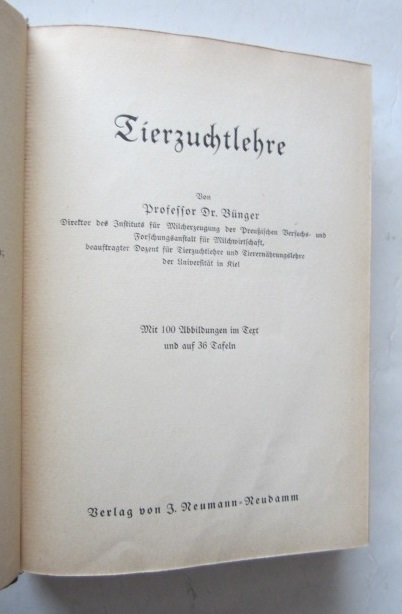 Tierzuchtlehre
Von
Professor Dr. Bünger
Direktor des Instituts für Milcherzeugung der Preußischen Versuchs- und
Forschungsanstalt für Milchwirtschaft,
beauftragter Dozent für Tierzuchtlehre und Tierernährungslehre
der Universität in Kiel
Mit 100 Abbildungen im Text
und auf 36 Tafeln
Verlag von J. Neumann-Neudamm